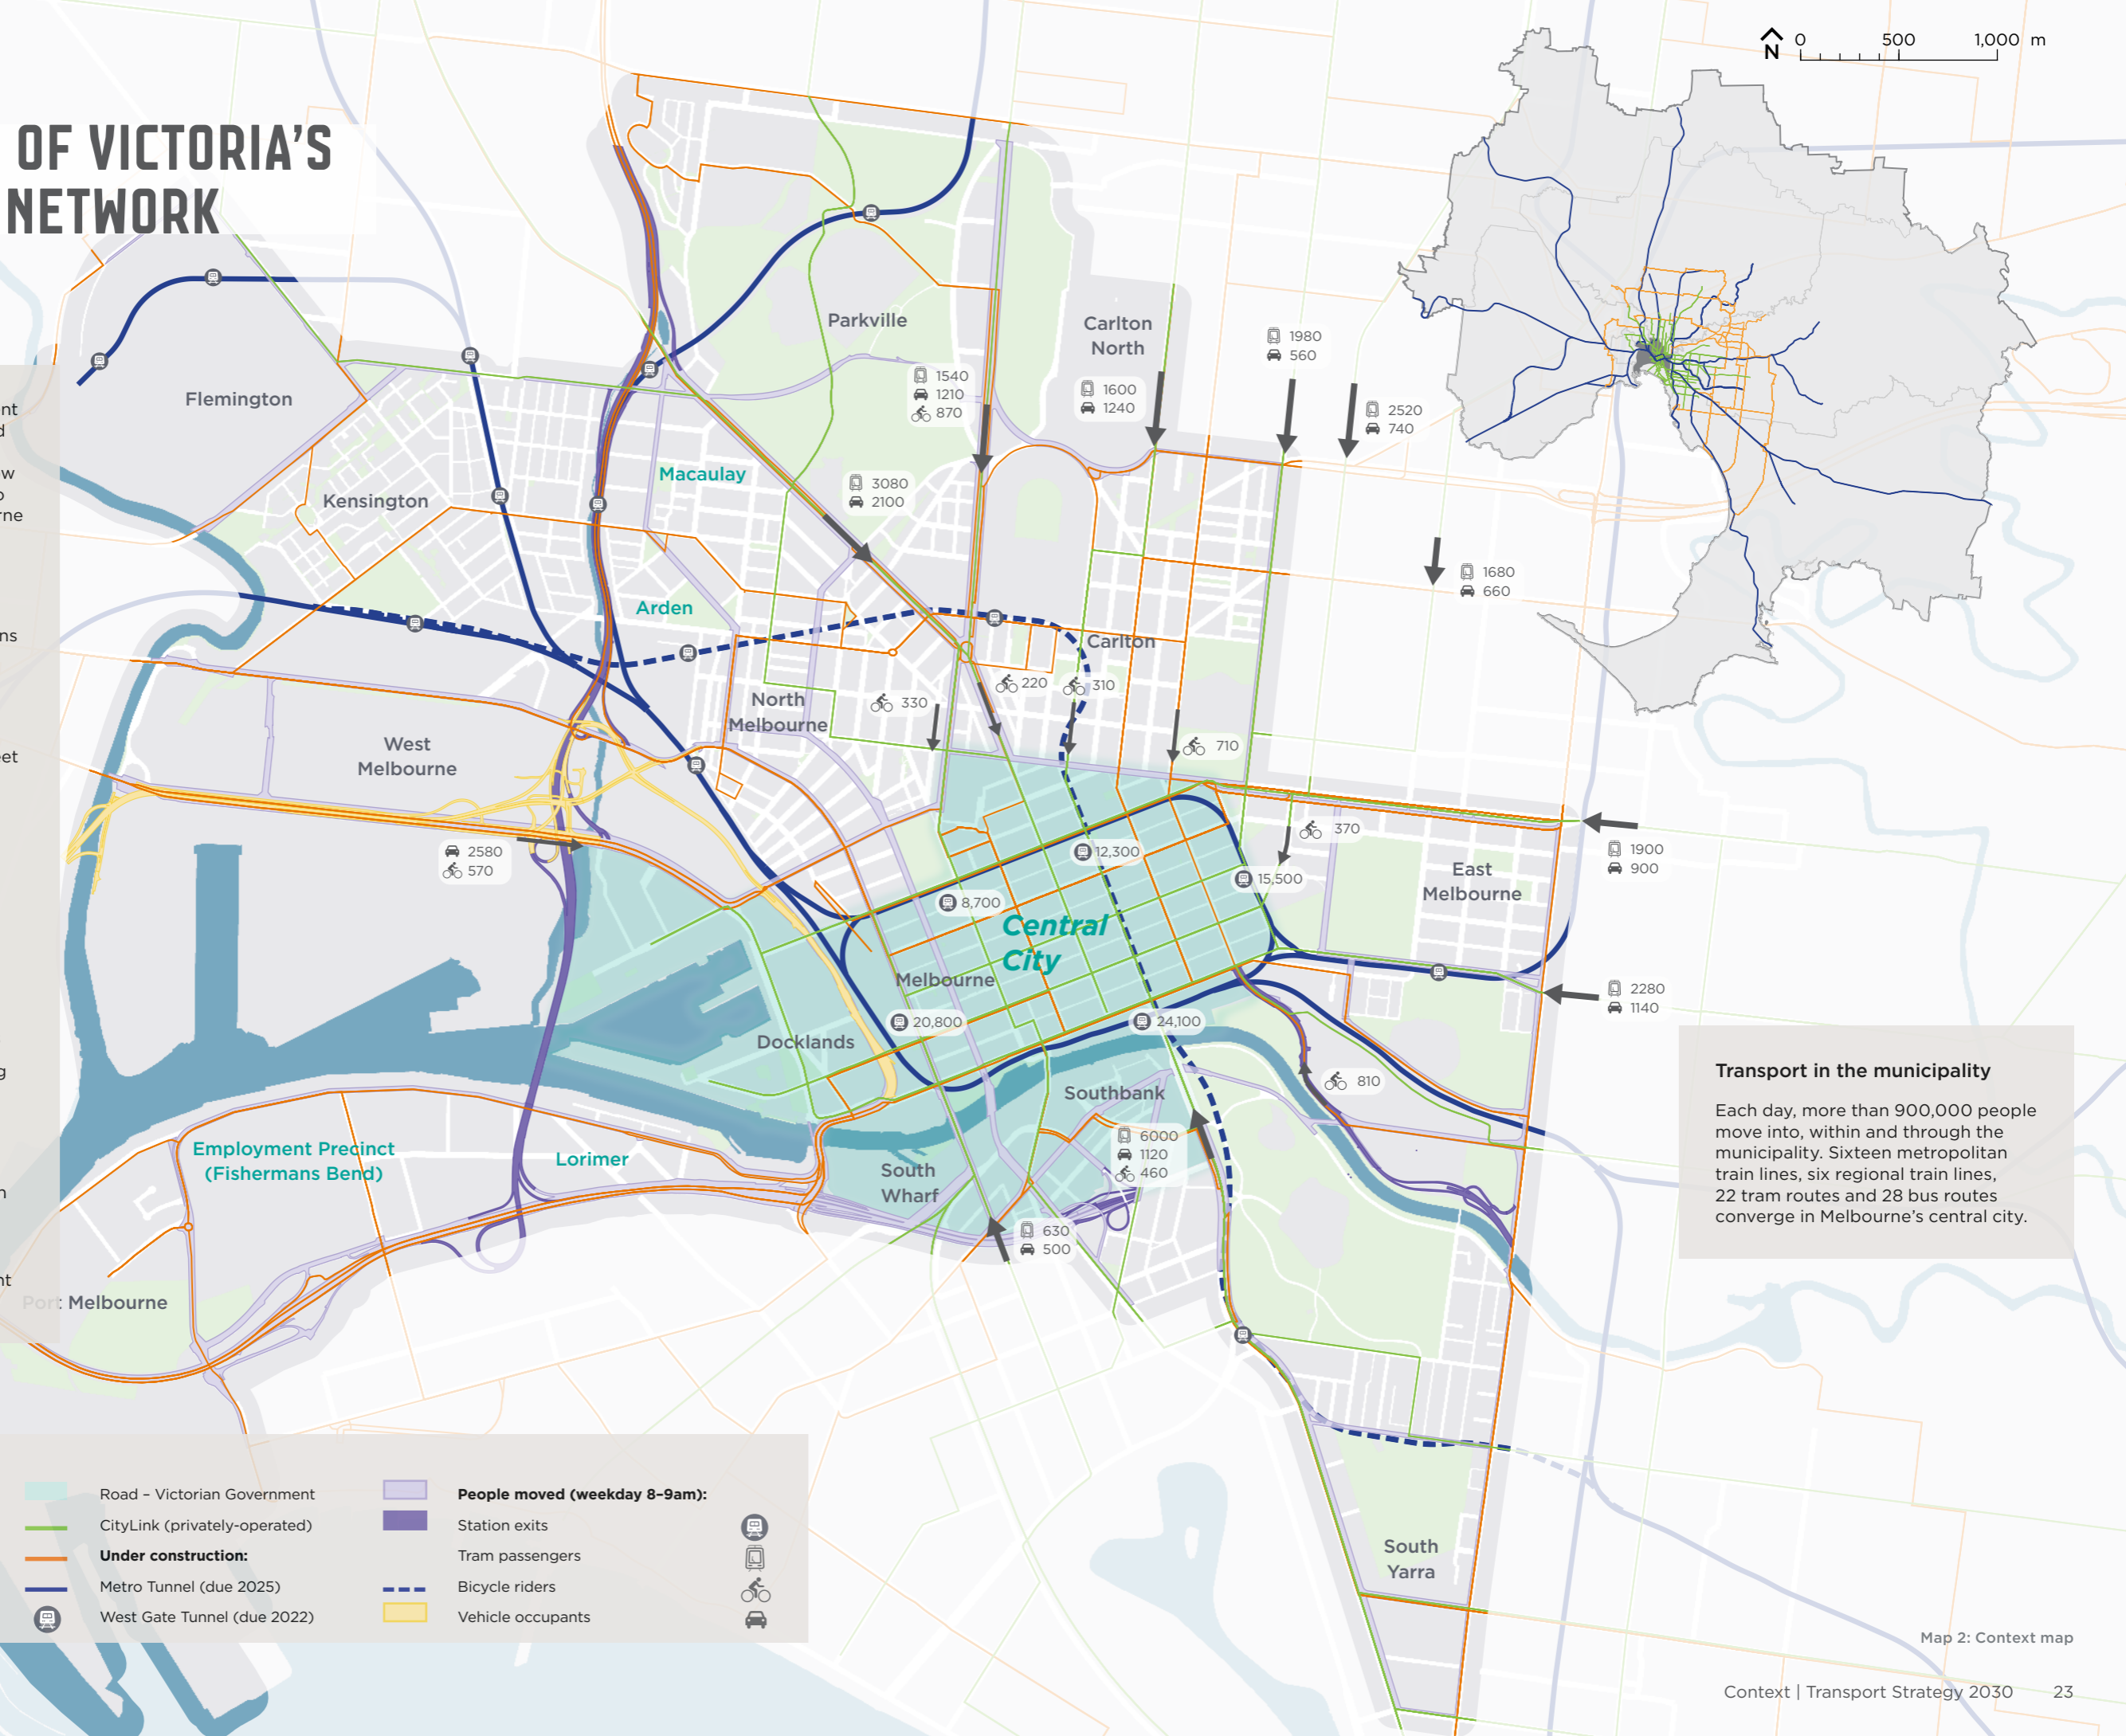 OF VICTORIA'S
NETWORK
N
0 500 1,000 m
Flemington
Kensington
Parkville
Carlton
North
Macaulay
Arden
Carlton
North
Melbourne
West
Melbourne
East
Melbourne
Central
City
Melbourne
Docklands
Southbank
South
Wharf
Employment Precinct
(Fishermans Bend)
Lorimer
Port Melbourne
South
Yarra
1540
1210
870
1600
1240
1980
560
2520
740
3080
2100
1680
660
330
220
310
710
370
2580
570
12,300
15,500
8,700
20,800
24,100
1900
900
2280
1140
810
6000
1120
460
630
500
nt
d
w
o
rne
ns
eet
g
n
nt
Transport in the municipality
Each day, more than 900,000 people
move into, within and through the
municipality. Sixteen metropolitan
train lines, six regional train lines,
22 tram routes and 28 bus routes
converge in Melbourne's central city.
Road – Victorian Government
CityLink (privately-operated)
Under construction:
Metro Tunnel (due 2025)
West Gate Tunnel (due 2022)
People moved (weekday 8–9am):
Station exits
Tram passengers
Bicycle riders
Vehicle occupants
Map 2: Context map
Context | Transport Strategy 2030 23